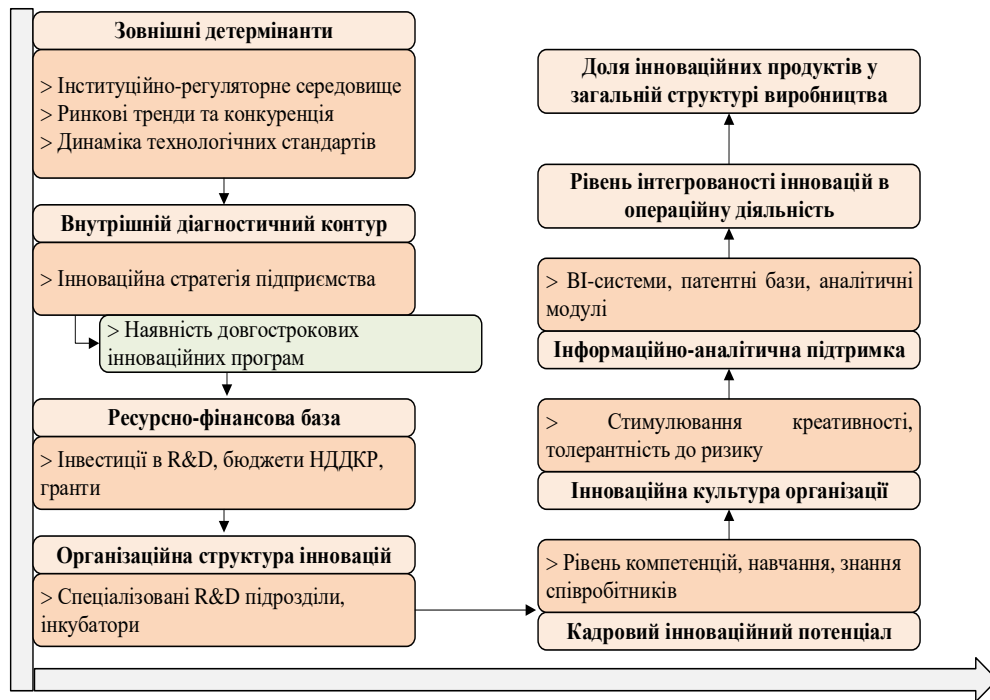 Зовнішні детермінанти
> Інституційно-регуляторне середовище
> Ринкові тренди та конкуренція
> Динаміка технологічних стандартів
Внутрішній діагностичний контур
> Інноваційна стратегія підприємства
> Наявність довгострокових
інноваційних програм
Ресурсно-фінансова база
> Інвестиції в R&D, бюджети НДДКР,
гранти
Організаційна структура інновацій
> Спеціалізовані R&D підрозділи,
інкубатори
Доля інноваційних продуктів у
загальній структурі виробництва
Рівень інтегрованості інновацій в
операційну діяльність
> BI-системи, патентні бази, аналітичні
модулі
Інформаційно-аналітична підтримка
> Стимулювання креативності,
толерантність до ризику
Інноваційна культура організації
> Рівень компетенцій, навчання, знання
співробітників
Кадровий інноваційний потенціал